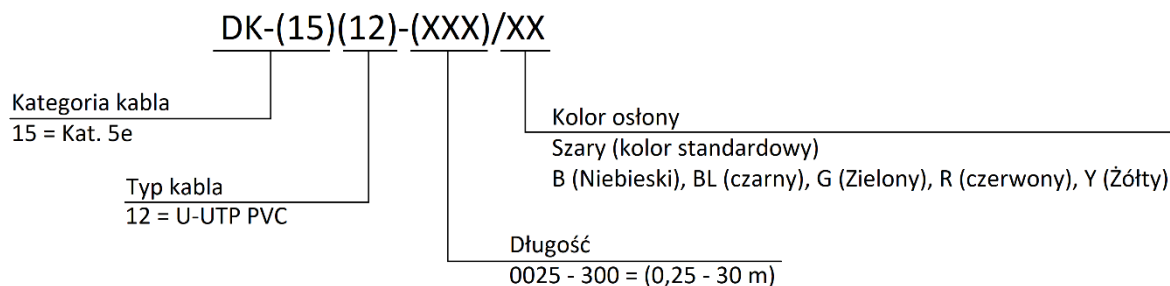 DK-(15)(12)-(XXX)/XX
Kategoria kabla
15 = Kat. 5e
Kolor osłony
Szary (kolor standardowy)
B (Niebieski), BL (czarny), G (Zielony), R (czerwony), Y (Żółty)
Typ kabla
12 = U-UTP PVC
Długość
0025 - 300 = (0,25 - 30 m)